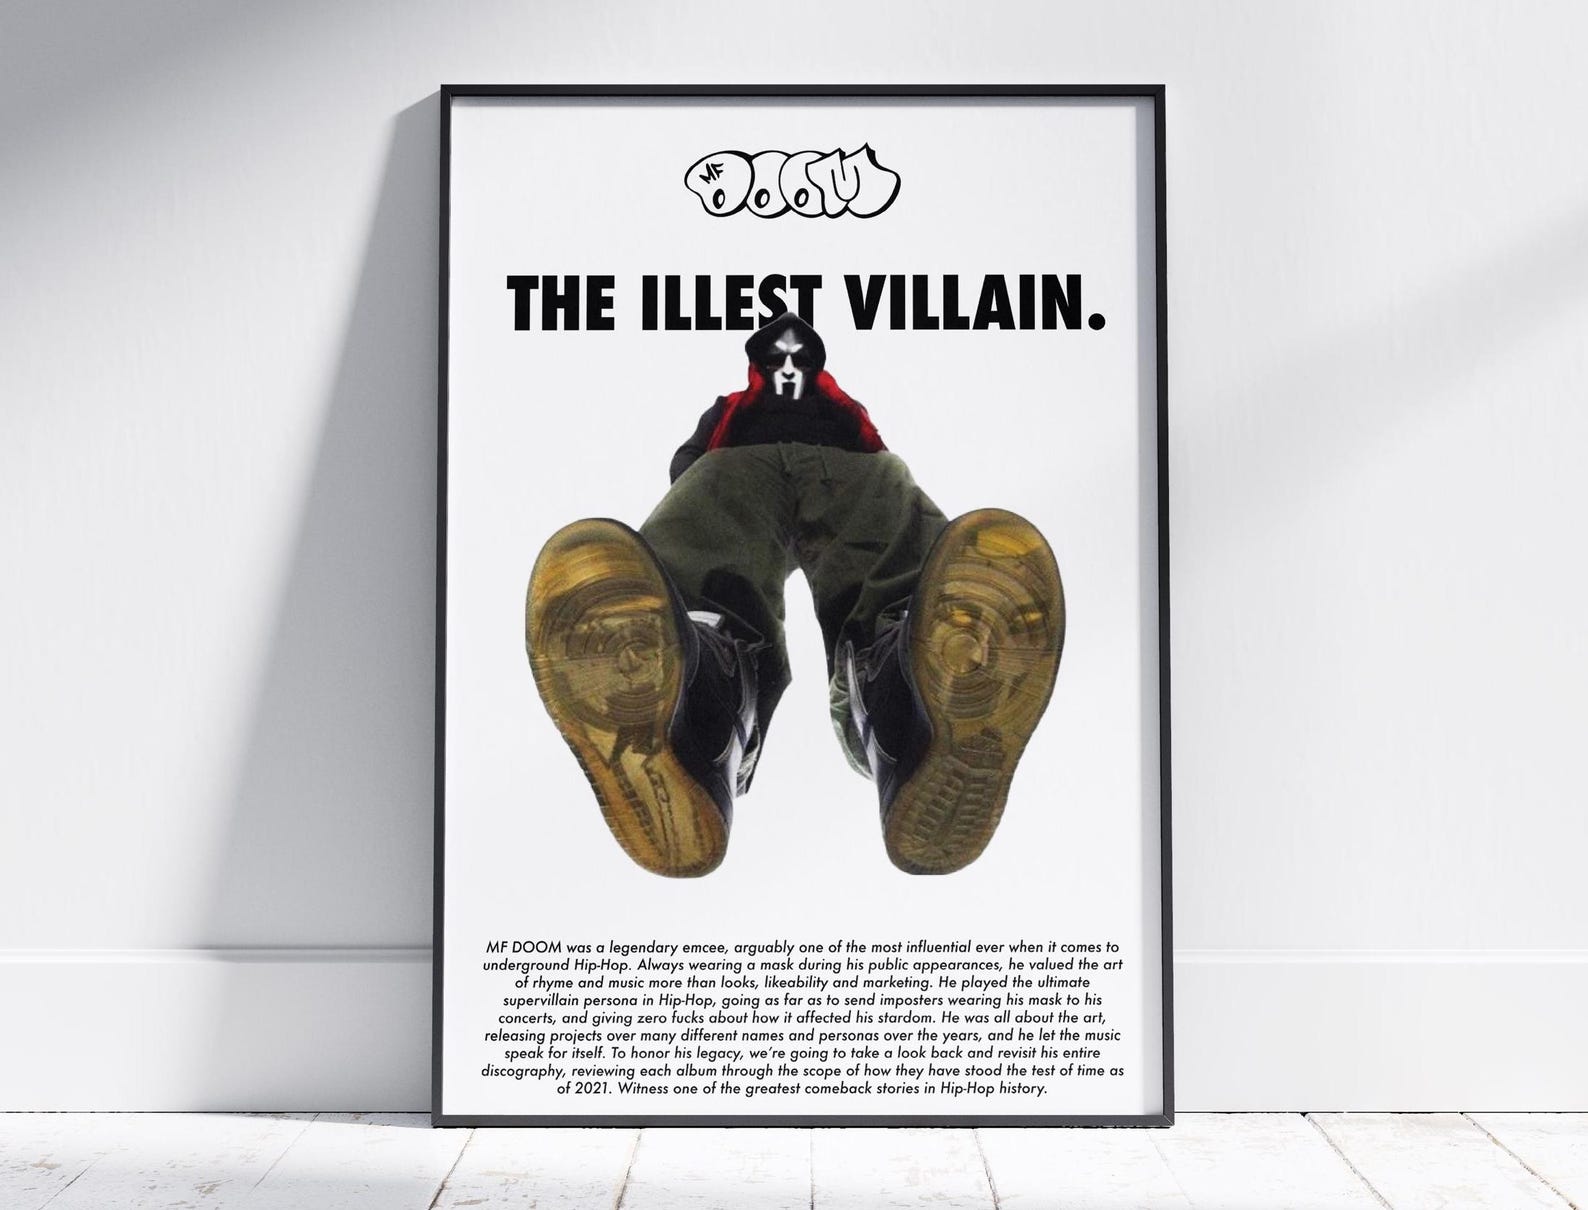 MF DOOM
THE ILLEST VILLAIN.
MF DOOM was a legendary emcee, arguably one of the most influential ever when it comes to
underground Hip-Hop. Always wearing a mask during his public appearances, he valued the art
of rhyme and music more than looks, likeability and marketing. He played the ultimate
supervillain persona in Hip-Hop, going as far as to send imposters wearing his mask to his
concerts, and giving zero fucks about how it affected his stardom. He was all about the art,
releasing projects over many different names and personas over the years, and he let the music
speak for itself. To honor his legacy, we're going to take a look back and revisit his entire
discography, reviewing each album through the scope of how they have stood the test of time as
of 2021. Witness one of the greatest comeback stories in Hip-Hop history.